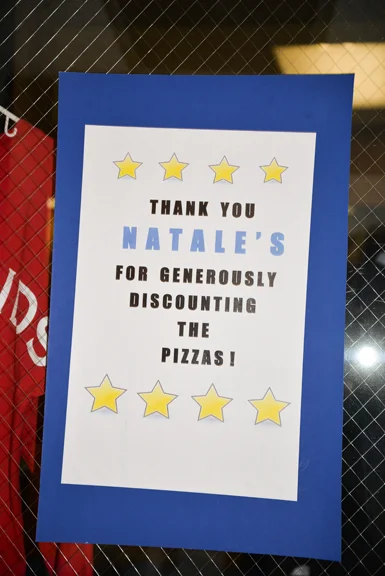 THANK YOU
NATALE'S
FOR GENEROUSLY
DISCOUNTING
THE
PIZZAS!